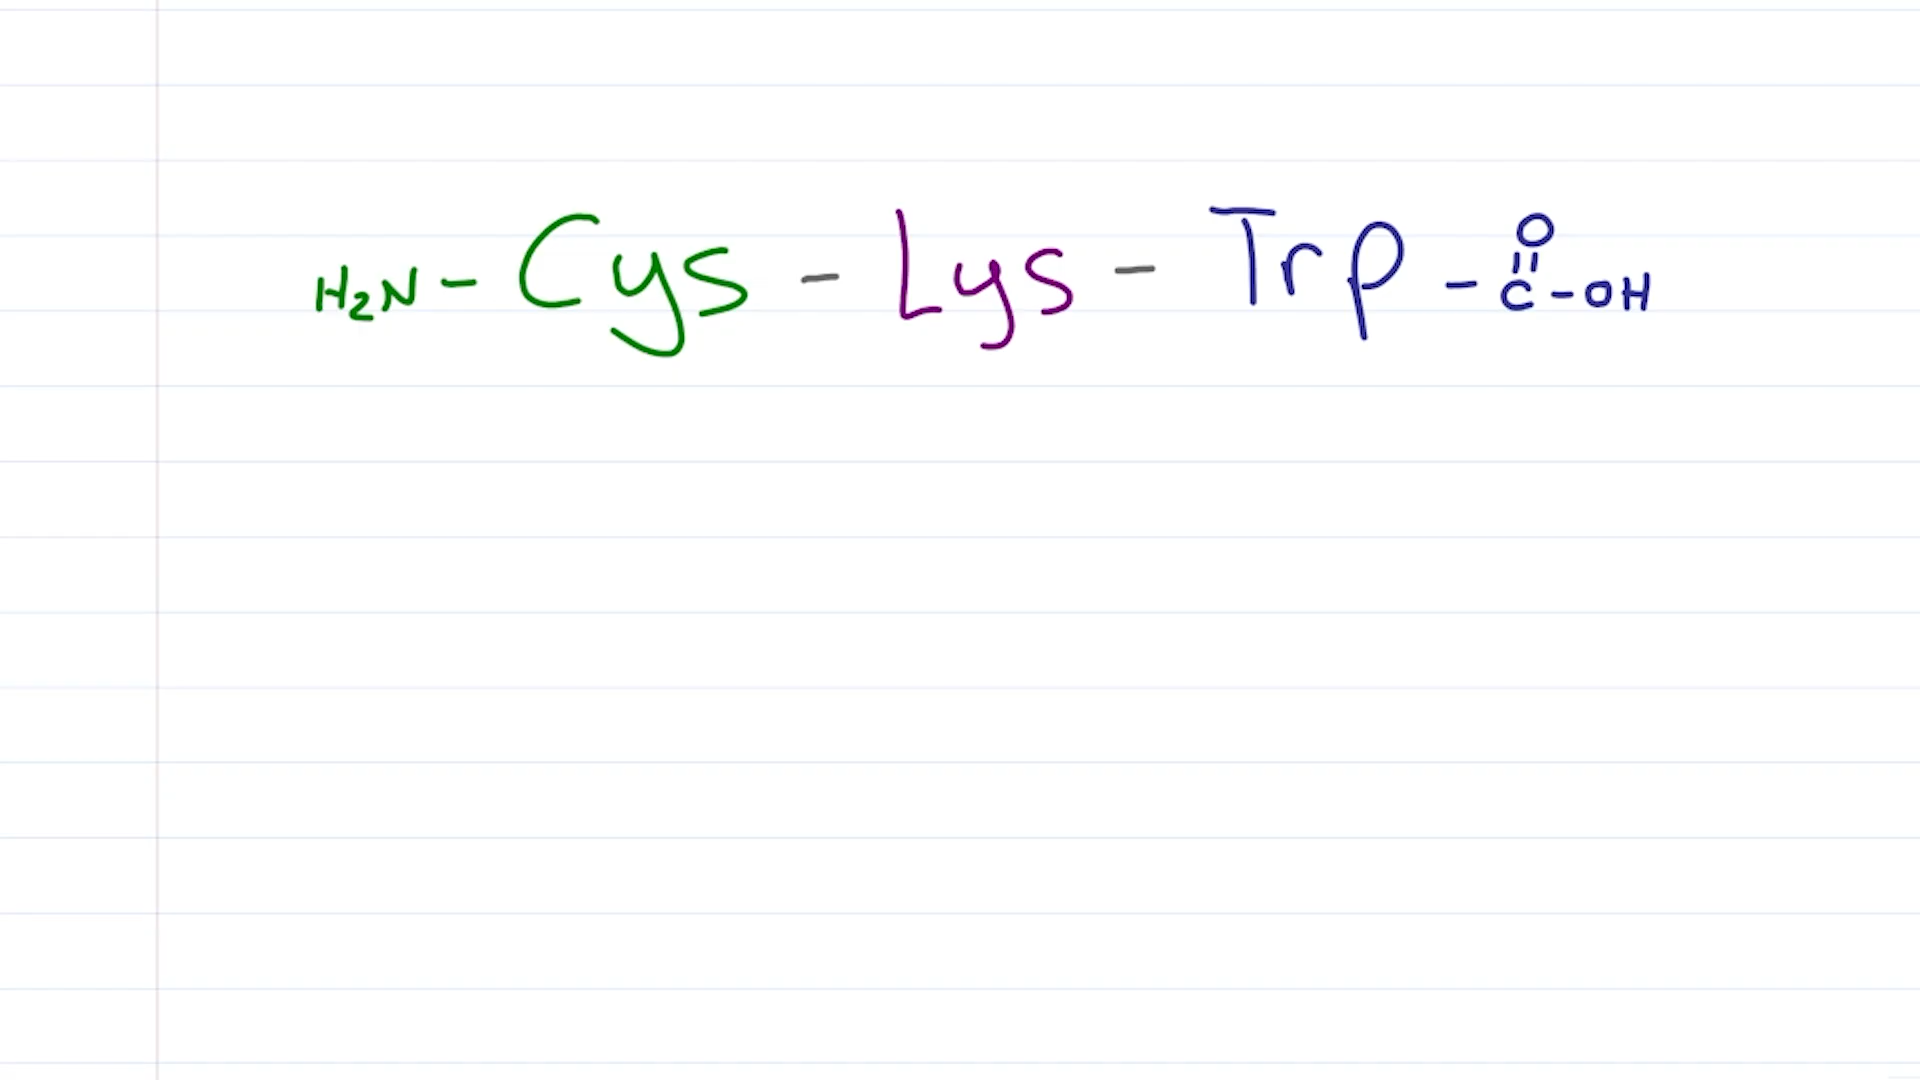 H₂N - Cys - Lys - Trp - C(=O) - OH